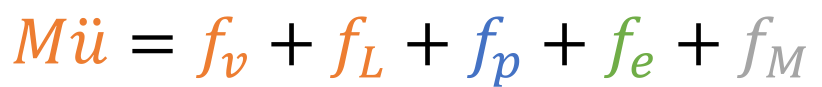 Mü = f_v + f_L + f_p + f_e + f_M